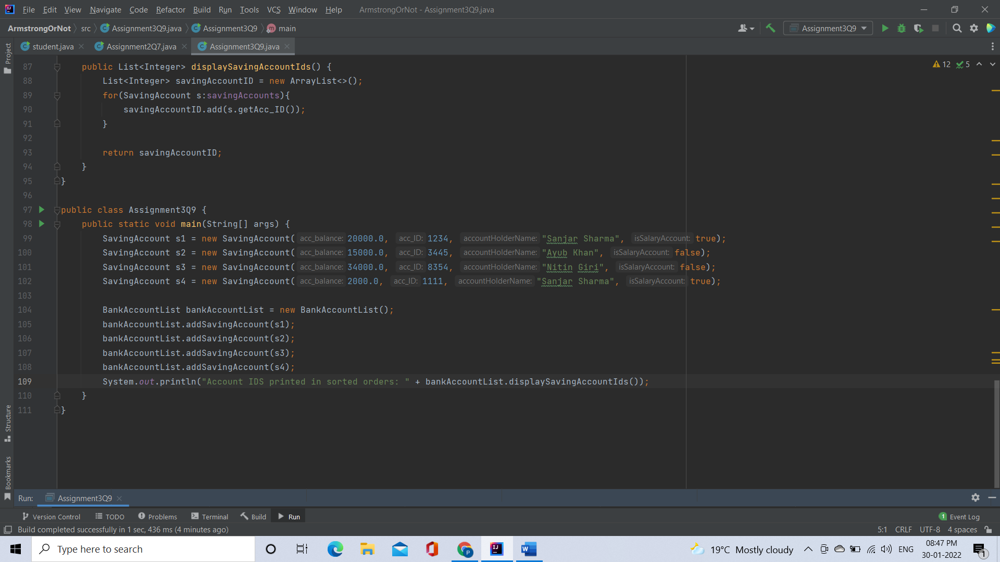 File Edit View Navigate Code Refactor Build Run Tools VCS Window Help ArmstrongOrNot - Assignment3Q9.java
ArmstrongOrNot src Assignment3Q9.java Assignment3Q9 main Assignment3Q9
student.java Assignment2Q7.java Assignment3Q9.java
Project
12 5
87 public List<Integer> displaySavingAccountIds() {
88 List<Integer> savingAccountID = new ArrayList<>();
89 for(SavingAccount s:savingAccounts){
90 savingAccountID.add(s.getAcc_ID());
91 }
92
93 return savingAccountID;
94 }
95 }
96
97 public class Assignment3Q9 {
98 public static void main(String[] args) {
99 SavingAccount s1 = new SavingAccount( acc_balance: 20000.0, acc_ID: 1234, accountHolderName: "Sanjar Sharma", isSalaryAccount: true);
100 SavingAccount s2 = new SavingAccount( acc_balance: 15000.0, acc_ID: 3445, accountHolderName: "Ayub Khan", isSalaryAccount: false);
101 SavingAccount s3 = new SavingAccount( acc_balance: 34000.0, acc_ID: 8354, accountHolderName: "Nitin Giri", isSalaryAccount: false);
102 SavingAccount s4 = new SavingAccount( acc_balance: 2000.0, acc_ID: 1111, accountHolderName: "Sanjar Sharma", isSalaryAccount: true);
103
104 BankAccountList bankAccountList = new BankAccountList();
105 bankAccountList.addSavingAccount(s1);
106 bankAccountList.addSavingAccount(s2);
107 bankAccountList.addSavingAccount(s3);
108 bankAccountList.addSavingAccount(s4);
109 System.out.println("Account IDS printed in sorted orders: " + bankAccountList.displaySavingAccountIds());
110 }
111 }
Structure
Bookmarks
Run: Assignment3Q9
Version Control TODO Problems Terminal Build Run 1 Event Log
Build completed successfully in 1 sec, 436 ms (4 minutes ago) 5:1 CRLF UTF-8 4 spaces
Type here to search 19°C Mostly cloudy ENG 08:47 PM
30-01-2022 1